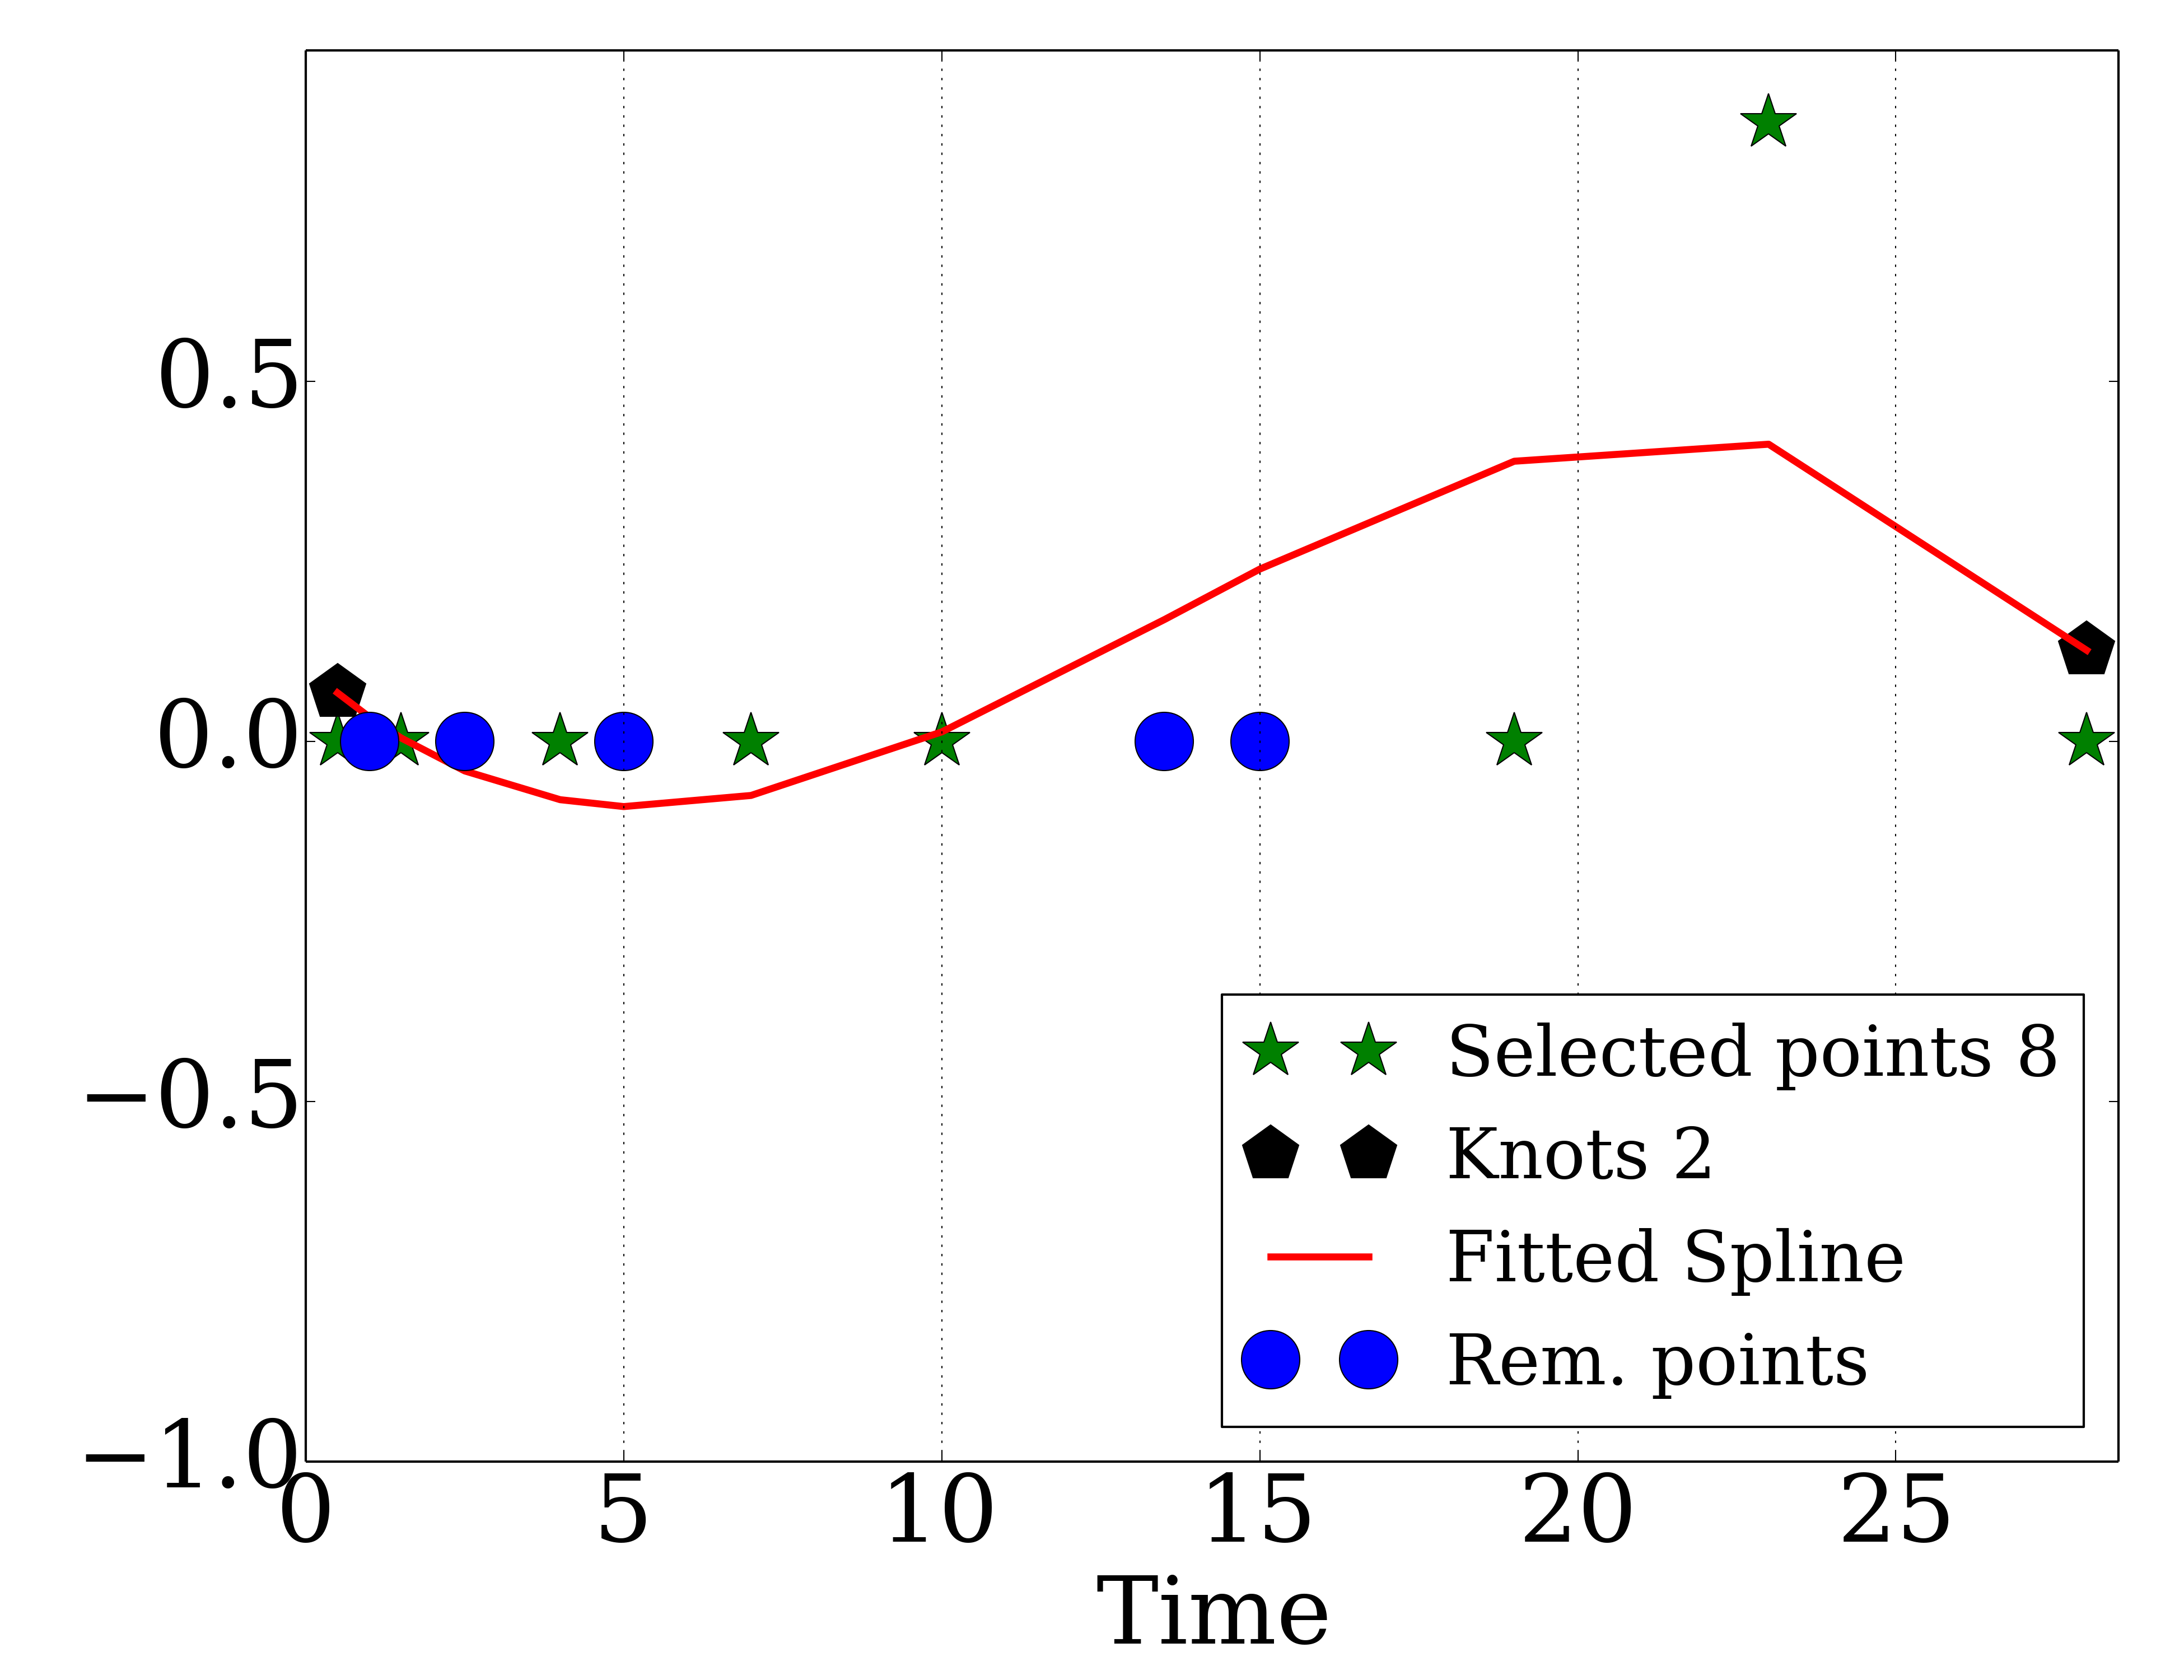 0.5
0.0
−0.5
−1.0
Selected points 8
Knots 2
Fitted Spline
Rem. points
0 5 10 15 20 25
Time